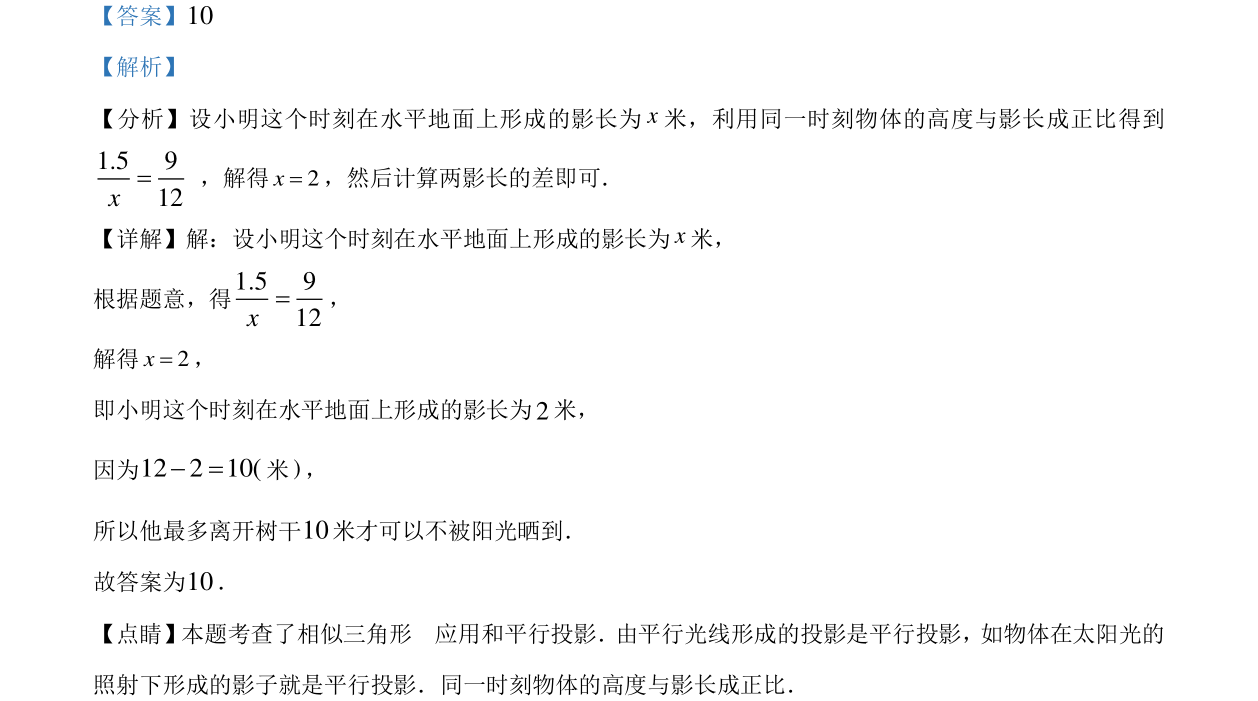 【答案】10
【解析】
【分析】设小明这个时刻在水平地面上形成的影长为 x 米，利用同一时刻物体的高度与影长成正比得到
1.5/x = 9/12 ，解得 x = 2，然后计算两影长的差即可．
【详解】解：设小明这个时刻在水平地面上形成的影长为 x 米，
根据题意，得 1.5/x = 9/12，
解得 x = 2，
即小明这个时刻在水平地面上形成的影长为 2 米，
因为12－2＝10( 米 )，
所以他最多离开树干10 米才可以不被阳光晒到．
故答案为10．
【点睛】本题考查了相似三角形　应用和平行投影．由平行光线形成的投影是平行投影，如物体在太阳光的
照射下形成的影子就是平行投影．同一时刻物体的高度与影长成正比．